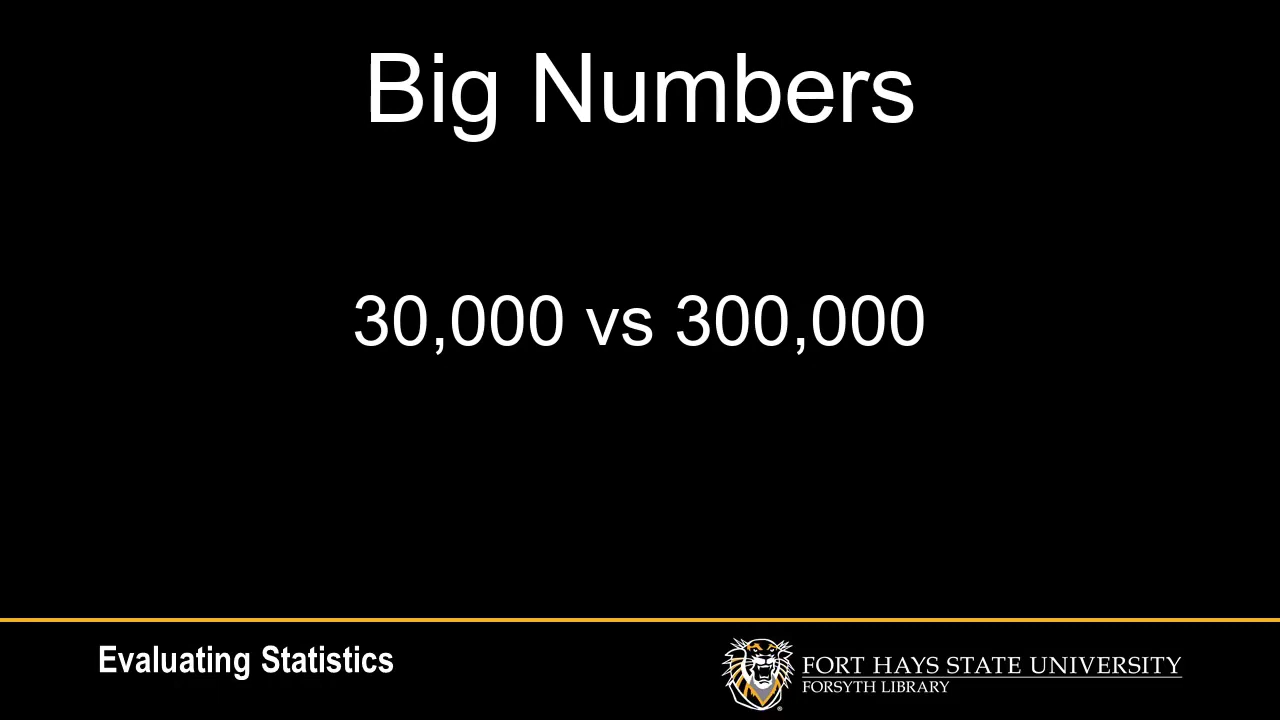 Big Numbers
30,000 vs 300,000
Evaluating Statistics
FORT HAYS STATE UNIVERSITY
FORSYTH LIBRARY